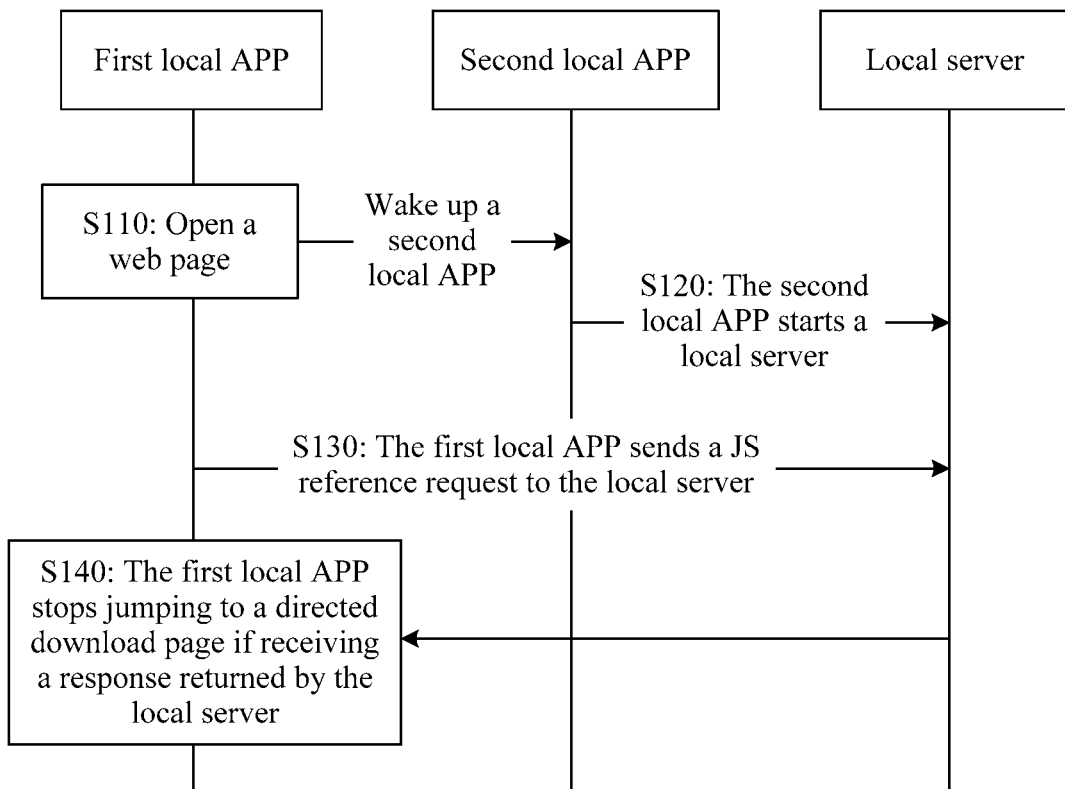 First local APP
Second local APP
Local server
S110: Open a
web page
Wake up a
second
local APP
S120: The second
local APP starts a
local server
S130: The first local APP sends a JS
reference request to the local server
S140: The first local APP
stops jumping to a directed
download page if receiving
a response returned by the
local server